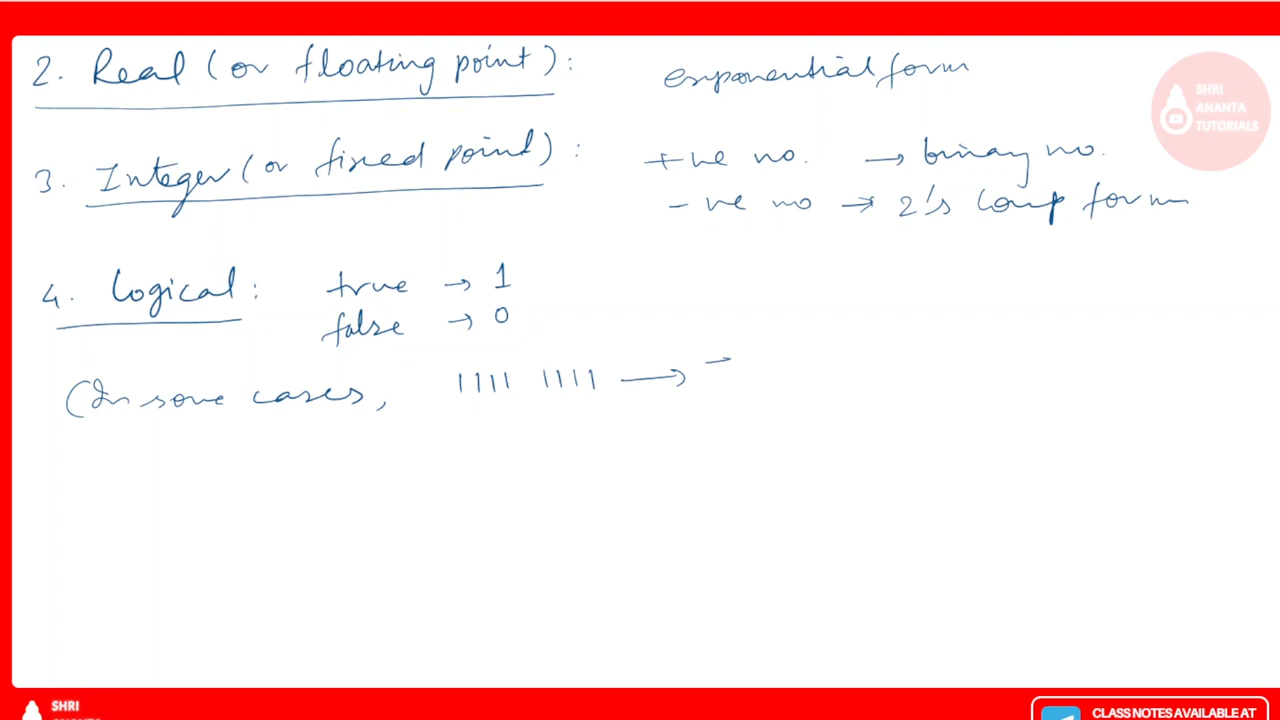 2. Real (or floating point): exponential form
3. Integer (or fixed point): +ve no. → binary no.
-ve no → 2's comp form
4. Logical: true → 1
false → 0
(In some cases, 1111 1111 →
SHRI
ANANTA
TUTORIALS
SHRI
CLASS NOTES AVAILABLE AT